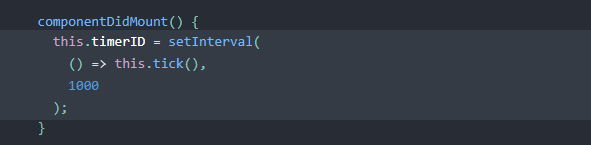 componentDidMount() {
this.timerID = setInterval(
() => this.tick(),
1000
);
}